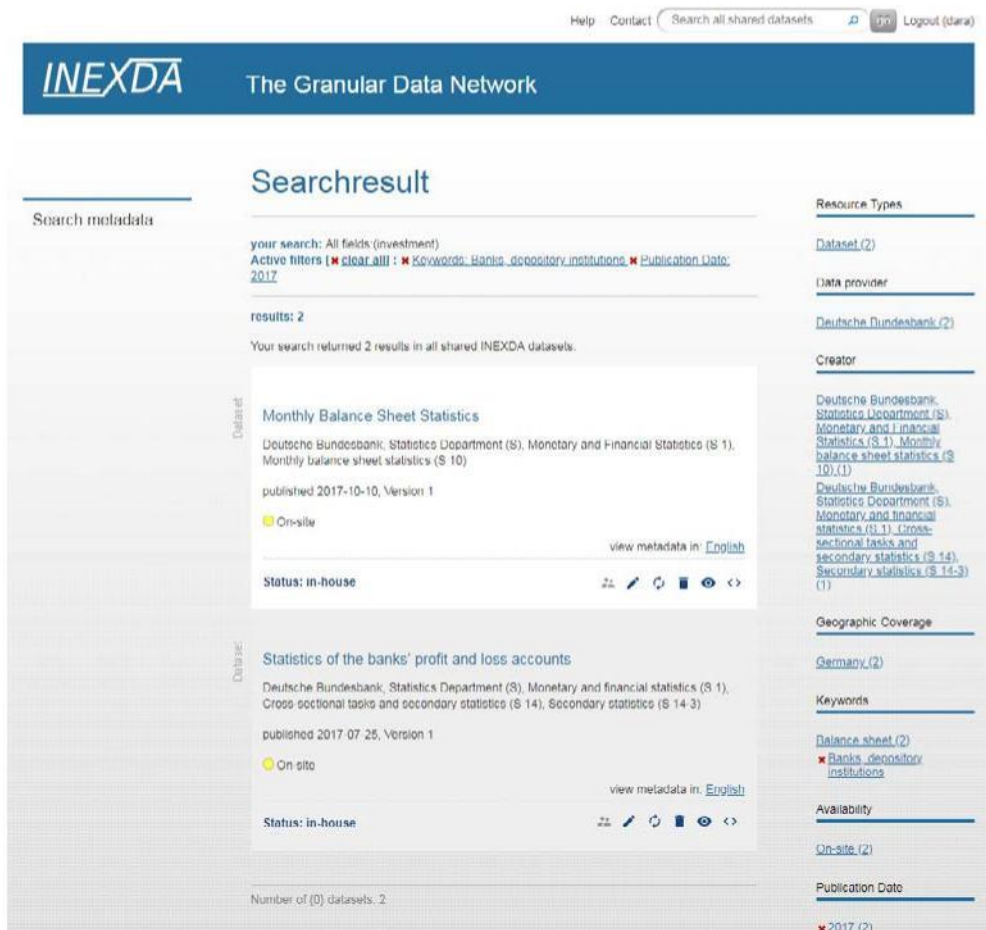 Help Contact Search all shared datasets go Logout (dara)
INEXDA The Granular Data Network
Search metadata
Searchresult
your search: All fields:(investment)
Active filters [✖ clear all] : ✖ Keywords: Banks, depository institutions ✖ Publication Date:
2017
results: 2
Your search returned 2 results in all shared INEXDA datasets.
Dataset
Monthly Balance Sheet Statistics
Deutsche Bundesbank, Statistics Department (S), Monetary and Financial Statistics (S 1),
Monthly balance sheet statistics (S 10)
published 2017-10-10, Version 1
On-site
view metadata in: English
Status: in-house
Dataset
Statistics of the banks' profit and loss accounts
Deutsche Bundesbank, Statistics Department (S), Monetary and financial statistics (S 1),
Cross-sectional tasks and secondary statistics (S 14), Secondary statistics (S 14-3)
published 2017-07-25, Version 1
On-site
view metadata in: English
Status: in-house
Number of (0) datasets: 2
Resource Types
Dataset (2)
Data provider
Deutsche Bundesbank (2)
Creator
Deutsche Bundesbank,
Statistics Department (S),
Monetary and Financial
Statistics (S 1), Monthly
balance sheet statistics (S
10) (1)
Deutsche Bundesbank,
Statistics Department (S),
Monetary and financial
statistics (S 1), Cross-
sectional tasks and
secondary statistics (S 14),
Secondary statistics (S 14-3)
(1)
Geographic Coverage
Germany (2)
Keywords
Balance sheet (2)
✖ Banks, depository
institutions
Availability
On-site (2)
Publication Date
✖ 2017 (2)